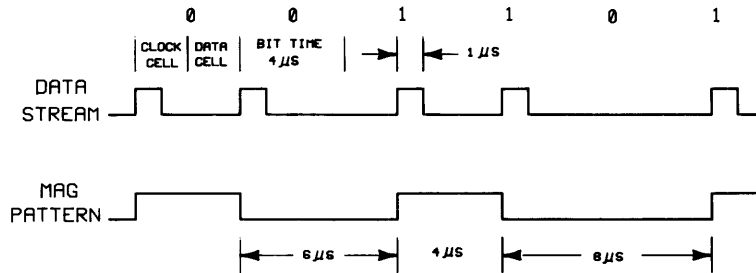 0 0 1 1 0 1
CLOCK CELL
DATA CELL
BIT TIME 4 µS
1 µS
DATA STREAM
MAG PATTERN
6 µS
4 µS
8 µS